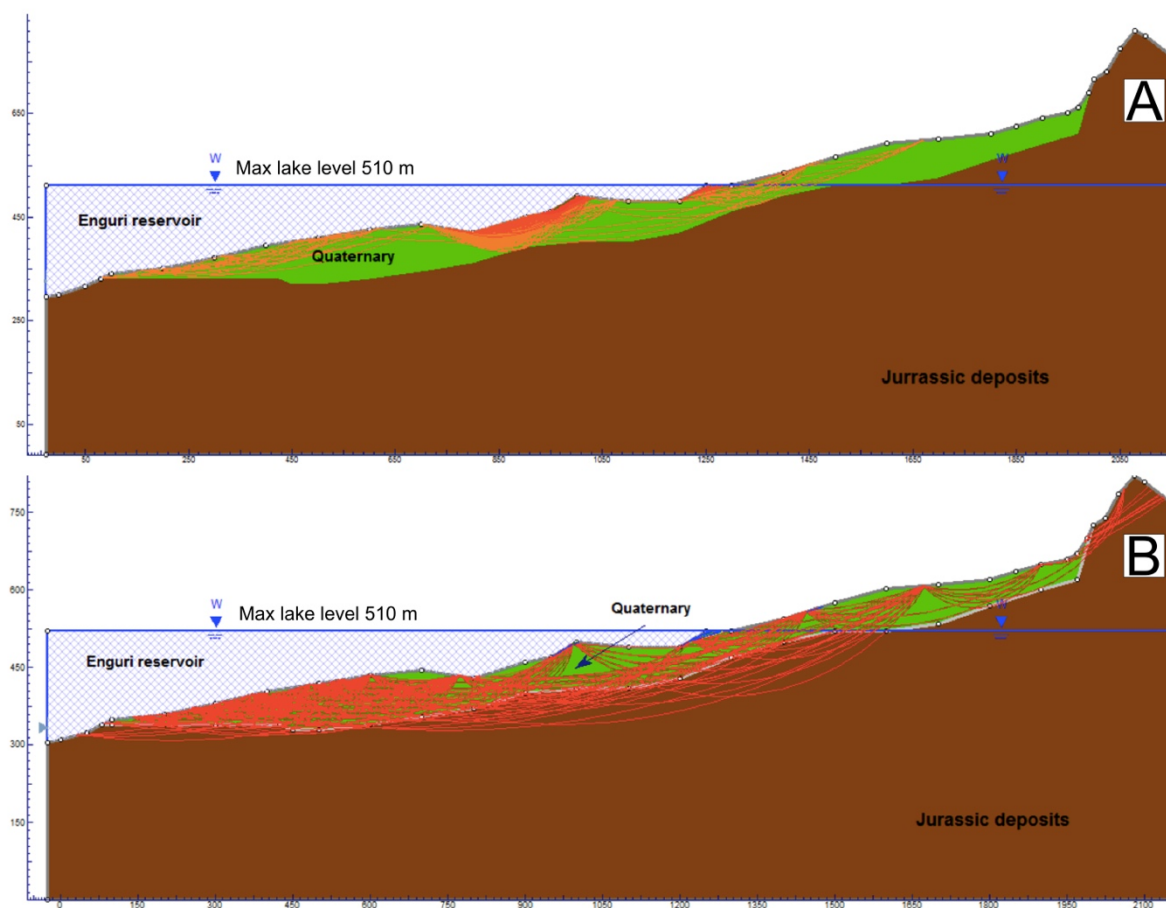 A
650
W
Max lake level 510 m
W
450
Enguri reservoir
Quaternary
250
Jurrassic deposits
50
50 250 450 650 850 1050 1250 1450 1650 1850 2050
750
B
600
W
Max lake level 510 m
Quaternary
W
Enguri reservoir
450
300
150
Jurassic deposits
0 150 300 450 600 750 900 1050 1200 1350 1500 1650 1800 1950 2100